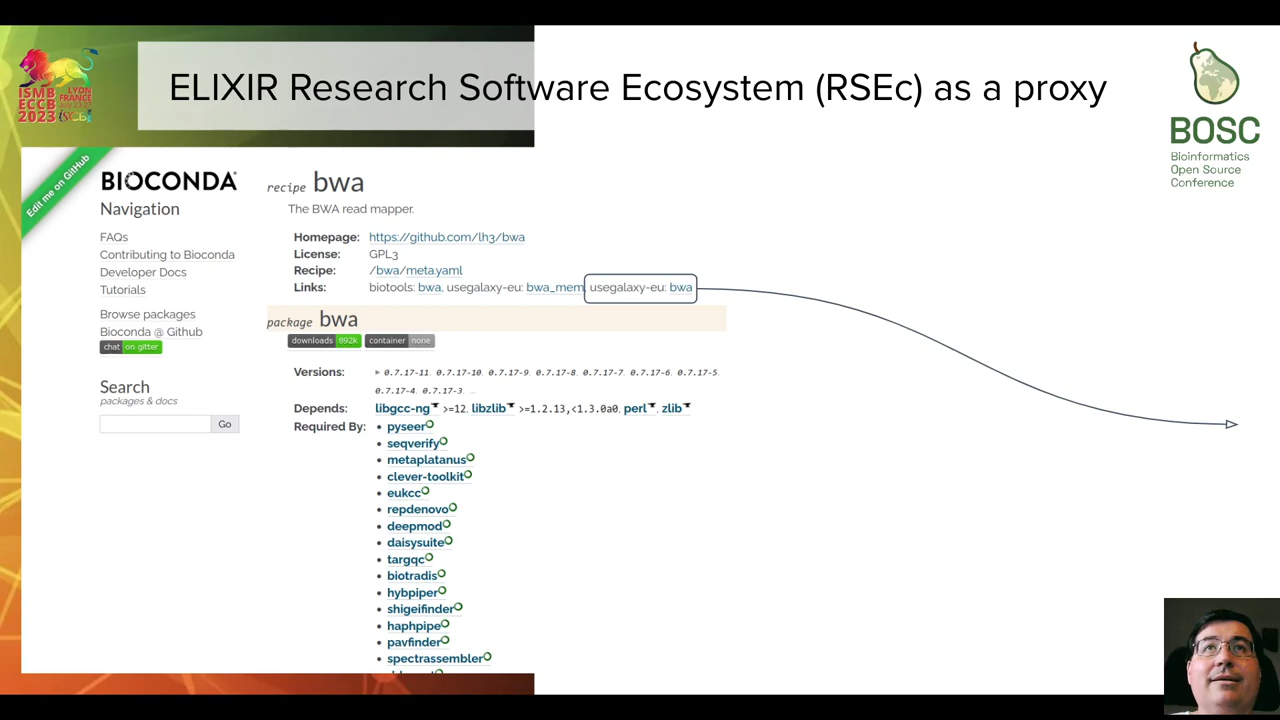 ISMB
ECCB
2023
LYON
FRANCE
ISCB
ELIXIR Research Software Ecosystem (RSEc) as a proxy
BOSC
Bioinformatics
Open Source
Conference
Edit me on GitHub
BIOCONDA
Navigation
FAQs
Contributing to Bioconda
Developer Docs
Tutorials
Browse packages
Bioconda @ Github
chat on gitter
Search
packages & docs
Go
recipe bwa
The BWA read mapper.
Homepage: https://github.com/lh3/bwa
License: GPL3
Recipe: /bwa/meta.yaml
Links: biotools: bwa, usegalaxy-eu: bwa_mem, usegalaxy-eu: bwa
package bwa
downloads 892k container none
Versions: 0.7.17-11, 0.7.17-10, 0.7.17-9, 0.7.17-8, 0.7.17-7, 0.7.17-6, 0.7.17-5,
0.7.17-4, 0.7.17-3, ...
Depends: libgcc-ng >=12, libzlib >=1.2.13,<1.3.0a0, perl, zlib
Required By: • pyseer
• seqverify
• metaplatanus
• clever-toolkit
• eukcc
• repdenovo
• deepmod
• daisysuite
• targqc
• biotradis
• hybpiper
• shigeifinder
• haphpipe
• pavfinder
• spectrassembler